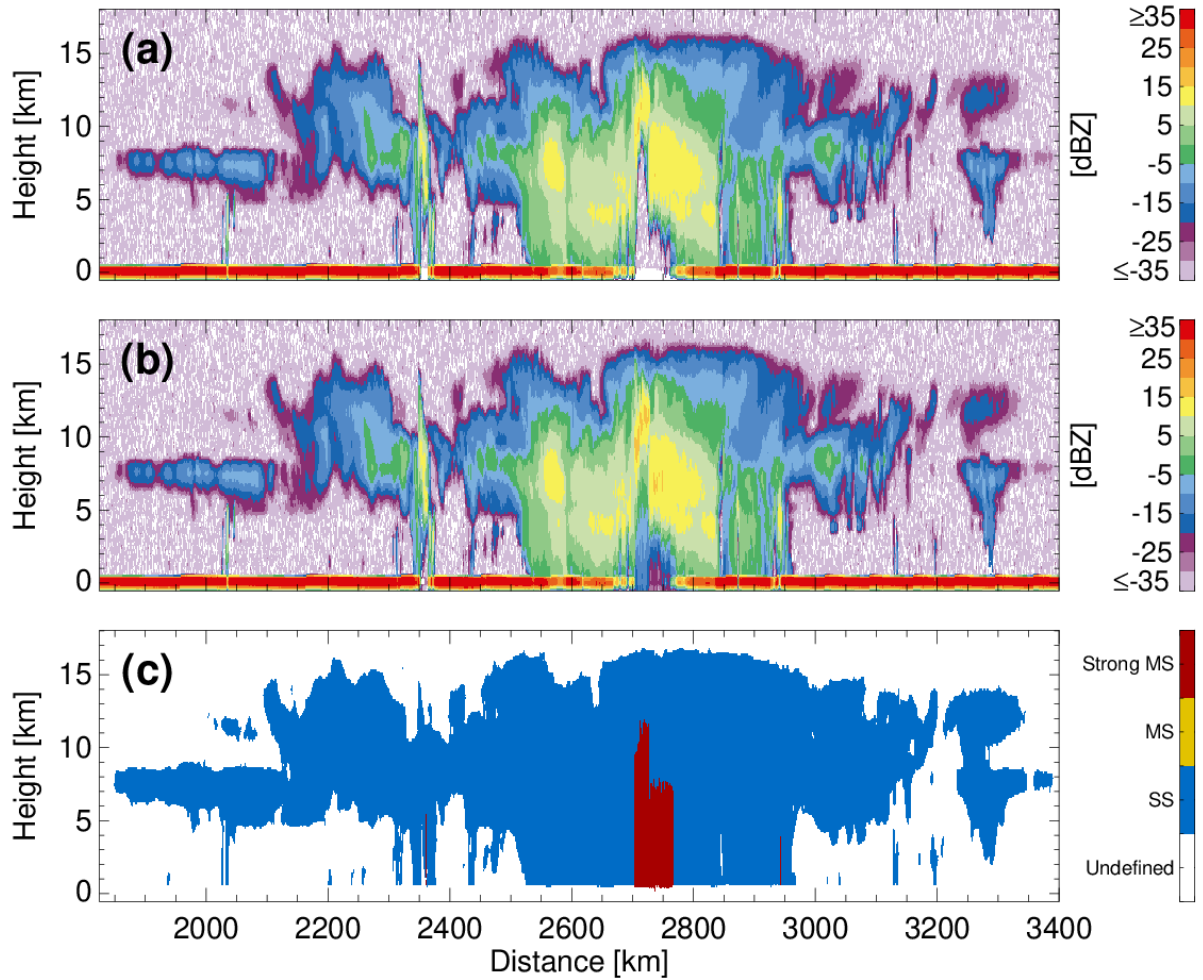 (a)
Height [km]
15
10
5
0
≥35
25
15
5
-5
-15
-25
≤-35
[dBZ]
(b)
Height [km]
15
10
5
0
≥35
25
15
5
-5
-15
-25
≤-35
[dBZ]
(c)
Height [km]
15
10
5
0
Strong MS
MS
SS
Undefined
2000 2200 2400 2600 2800 3000 3200 3400
Distance [km]